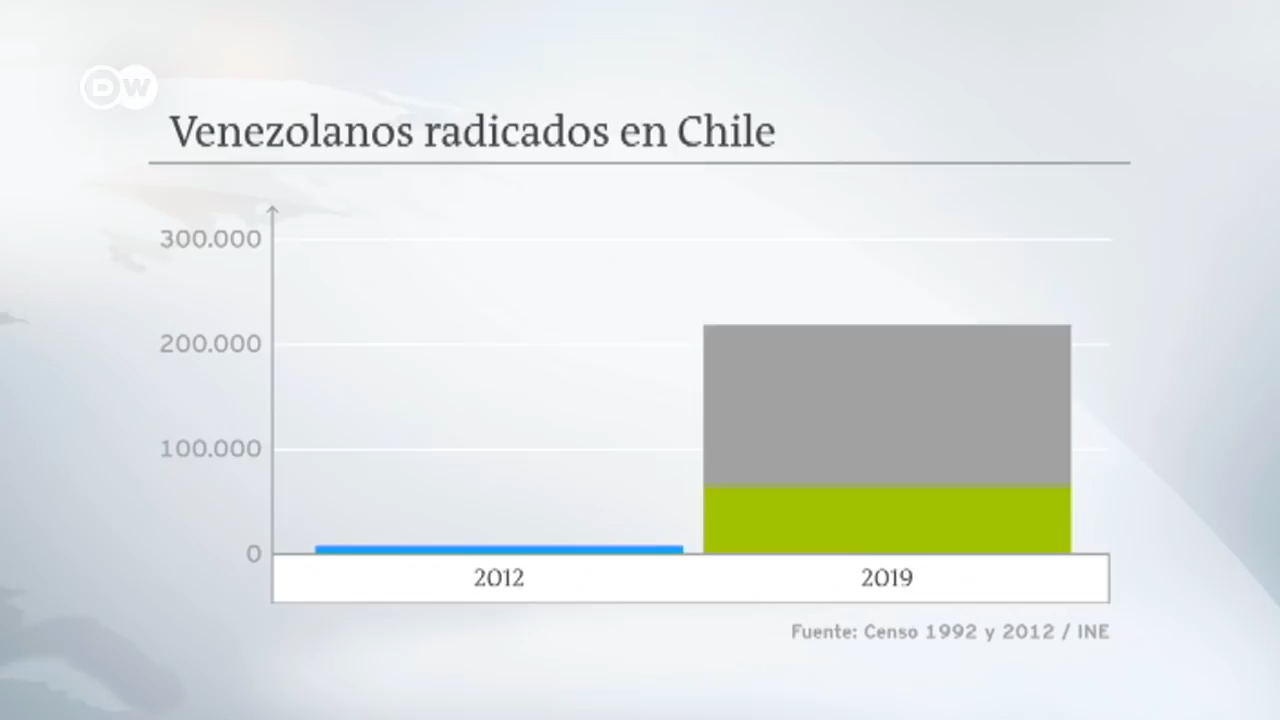 DW
Venezolanos radicados en Chile
300.000
200.000
100.000
0
2012
2019
Fuente: Censo 1992 y 2012 / INE